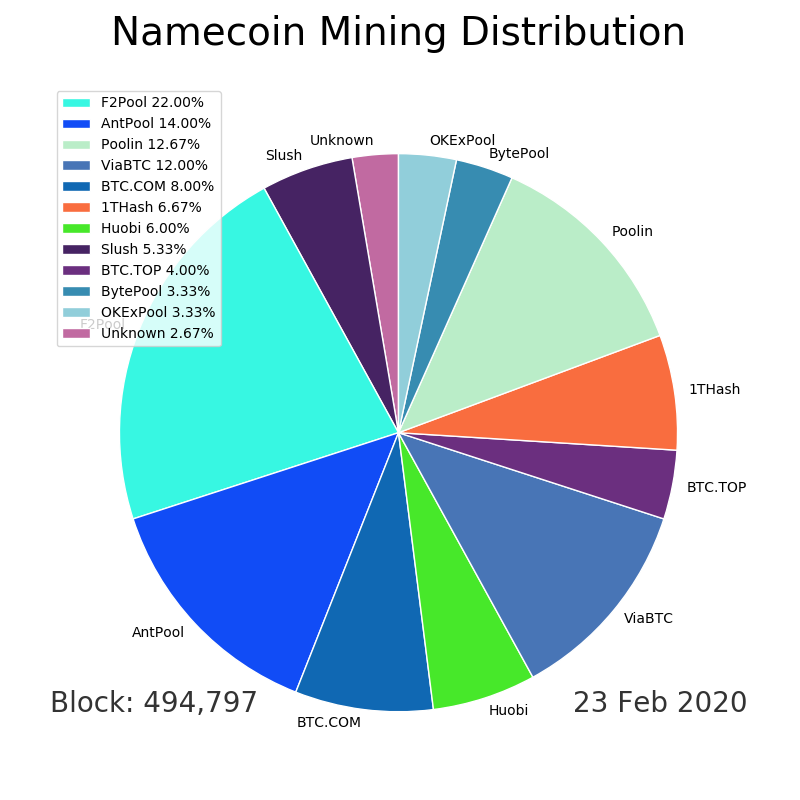 Namecoin Mining Distribution
F2Pool 22.00%
AntPool 14.00%
Poolin 12.67%
ViaBTC 12.00%
BTC.COM 8.00%
1THash 6.67%
Huobi 6.00%
Slush 5.33%
BTC.TOP 4.00%
BytePool 3.33%
OKExPool 3.33%
Unknown 2.67%
Unknown
OKExPool
Slush
BytePool
Poolin
F2Pool
1THash
BTC.TOP
ViaBTC
AntPool
Huobi
BTC.COM
Block: 494,797
23 Feb 2020